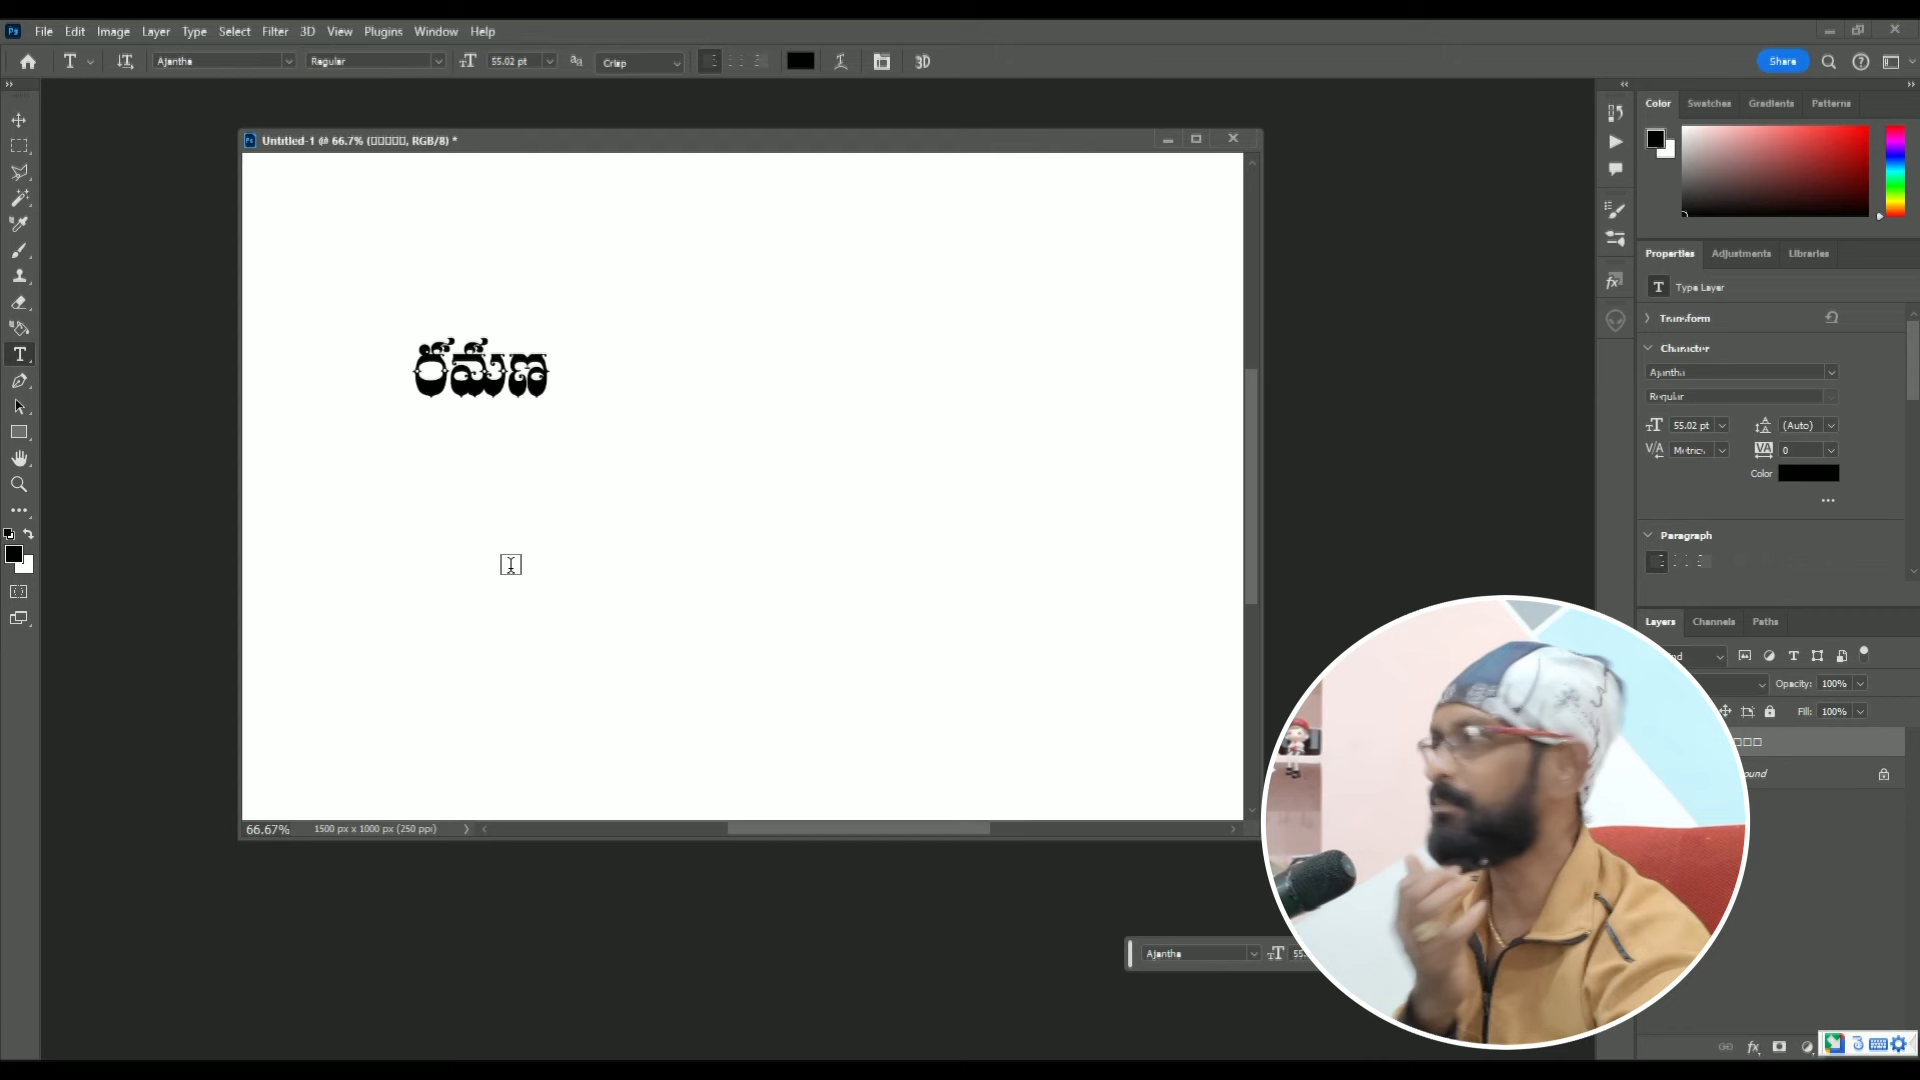 File Edit Image Layer Type Select Filter 3D View Plugins Window Help
Ajantha Regular 55.02 pt Crisp 3D Share
Untitled-1 @ 66.7% (□□□□□, RGB/8) *
రమణ
66.67% 1500 px x 1000 px (250 ppi)
Color Swatches Gradients Patterns
Properties Adjustments Libraries
Type Layer
Transform
Character
Ajantha
Regular
55.02 pt (Auto)
Metrics 0
Color
Paragraph
Layers Channels Paths
Opacity: 100%
Fill: 100%
Ajantha